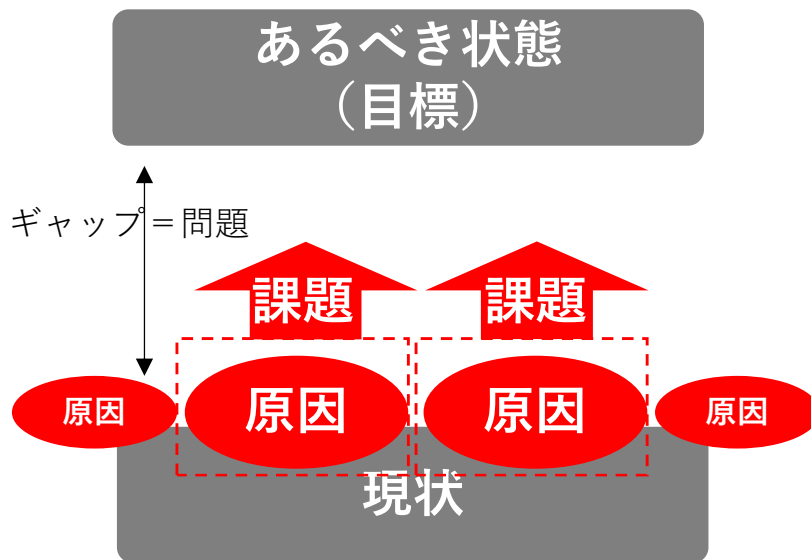 あるべき状態
（目標）
ギャップ＝問題
課題
課題
原因
原因
原因
原因
現状